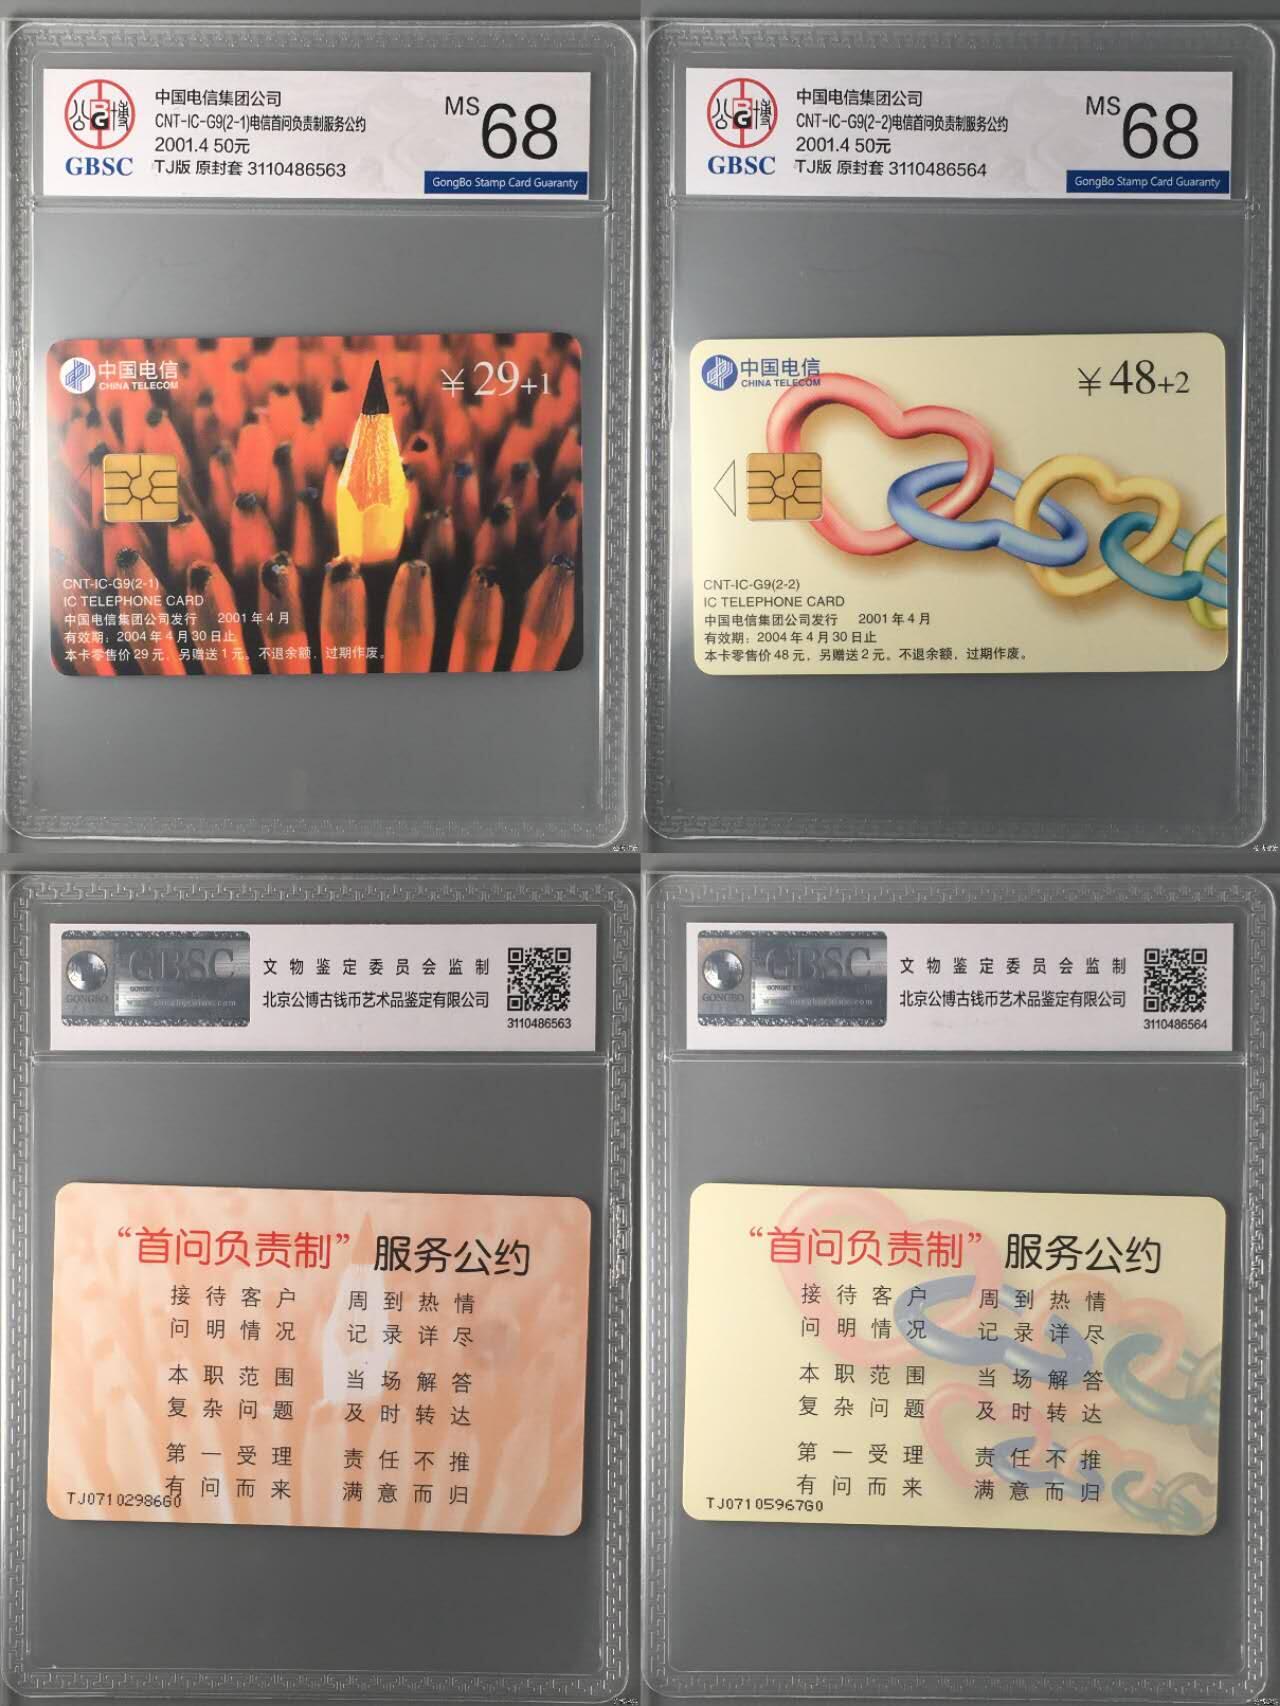 中国电信集团公司
CNT-IC-G9(2-1)电信首问负责制服务公约
2001.4 50元
TJ版 原封套 3110486563
MS 68
GBSC
GongBo Stamp Card Guaranty
中国电信
CHINA TELECOM
¥29+1
CNT-IC-G9(2-1)
IC TELEPHONE CARD
中国电信集团公司发行 2001年4月
有效期：2004年4月30日止
本卡零售价29元，另赠送1元。不退余额，过期作废。
中国电信集团公司
CNT-IC-G9(2-2)电信首问负责制服务公约
2001.4 50元
TJ版 原封套 3110486564
MS 68
GBSC
GongBo Stamp Card Guaranty
中国电信
CHINA TELECOM
¥48+2
CNT-IC-G9(2-2)
IC TELEPHONE CARD
中国电信集团公司发行 2001年4月
有效期：2004年4月30日止
本卡零售价48元，另赠送2元。不退余额，过期作废。
GBSC
GONGBO
文物鉴定委员会监制
北京公博古钱币艺术品鉴定有限公司
3110486563
“首问负责制”服务公约
接待客户 周到热情
问明情况 记录详尽
本职范围 当场解答
复杂问题 及时转达
第一受理 责任不推
有问而来 满意而归
TJ07102986G0
GBSC
GONGBO
文物鉴定委员会监制
北京公博古钱币艺术品鉴定有限公司
3110486564
“首问负责制”服务公约
接待客户 周到热情
问明情况 记录详尽
本职范围 当场解答
复杂问题 及时转达
第一受理 责任不推
有问而来 满意而归
TJ07105967G0